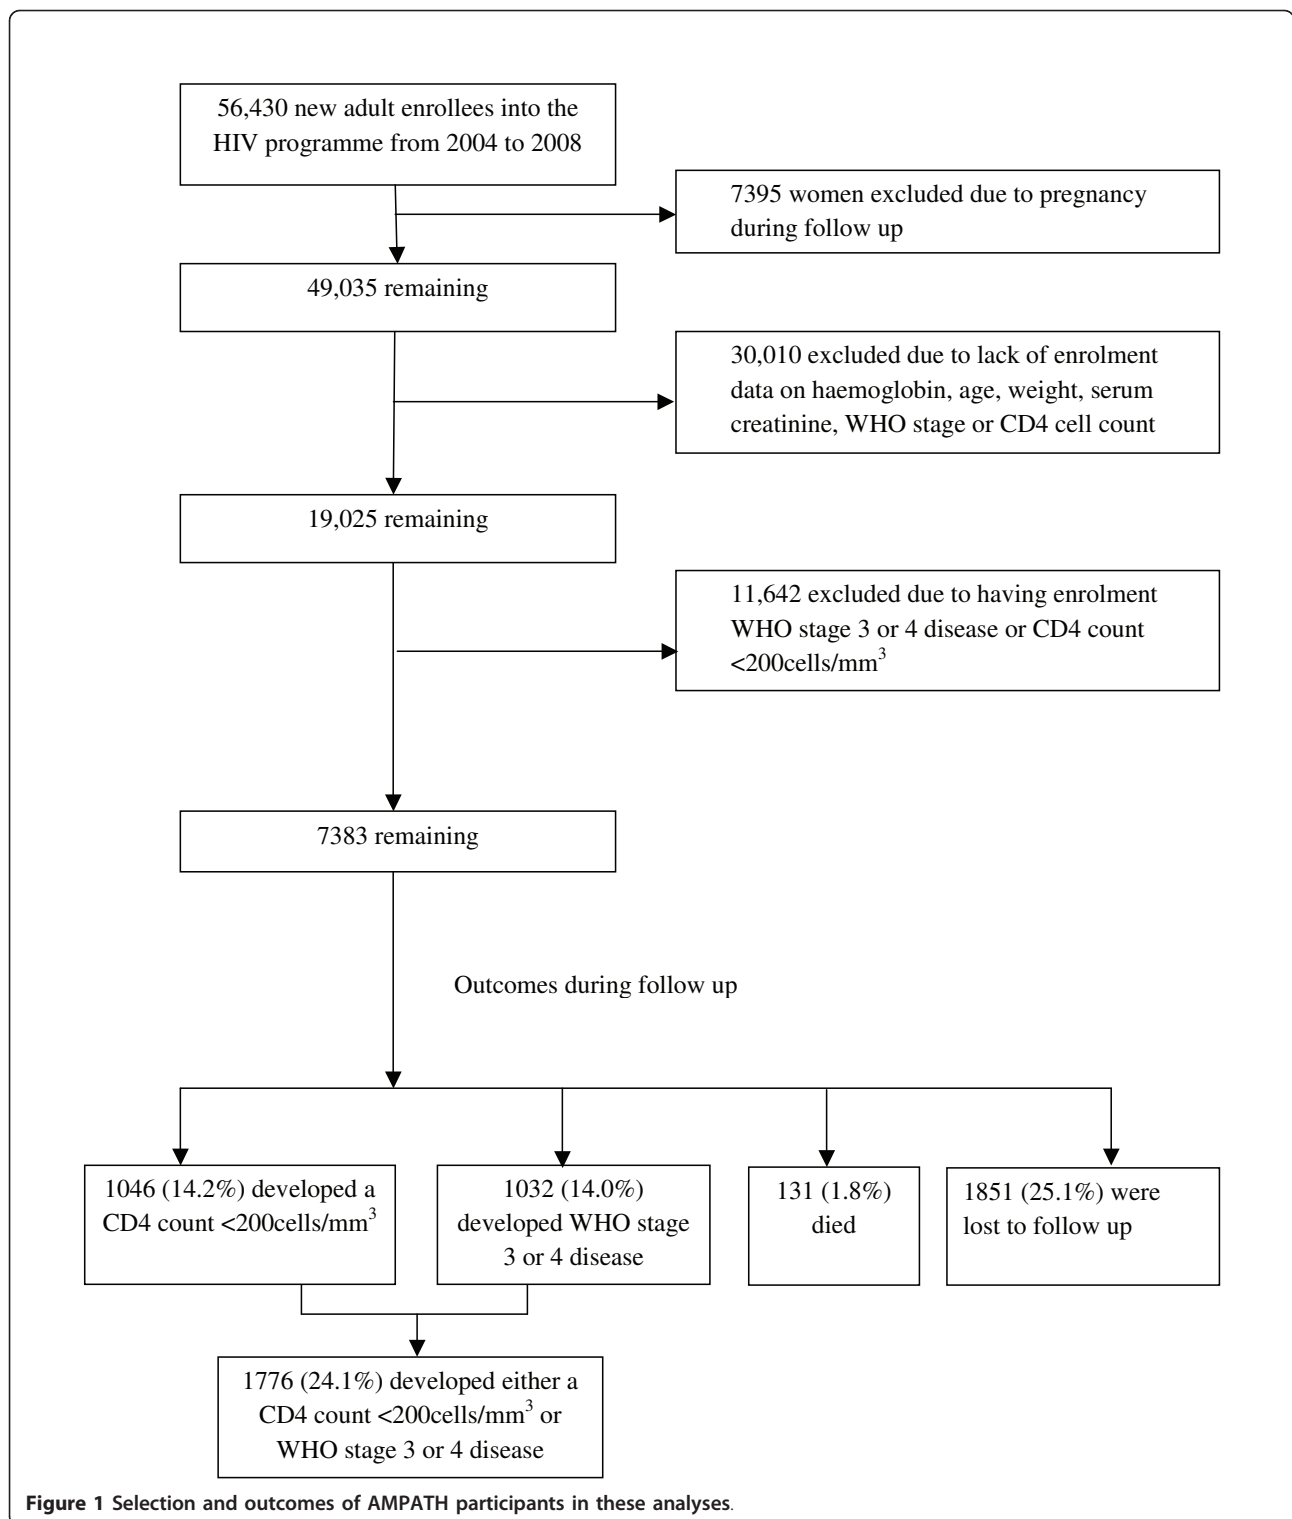 56,430 new adult enrollees into the
HIV programme from 2004 to 2008
7395 women excluded due to pregnancy
during follow up
49,035 remaining
30,010 excluded due to lack of enrolment
data on haemoglobin, age, weight, serum
creatinine, WHO stage or CD4 cell count
19,025 remaining
11,642 excluded due to having enrolment
WHO stage 3 or 4 disease or CD4 count
<200cells/mm³
7383 remaining
Outcomes during follow up
1046 (14.2%) developed a
CD4 count <200cells/mm³
1032 (14.0%)
developed WHO stage
3 or 4 disease
131 (1.8%)
died
1851 (25.1%) were
lost to follow up
1776 (24.1%) developed either a
CD4 count <200cells/mm³ or
WHO stage 3 or 4 disease
Figure 1 Selection and outcomes of AMPATH participants in these analyses.